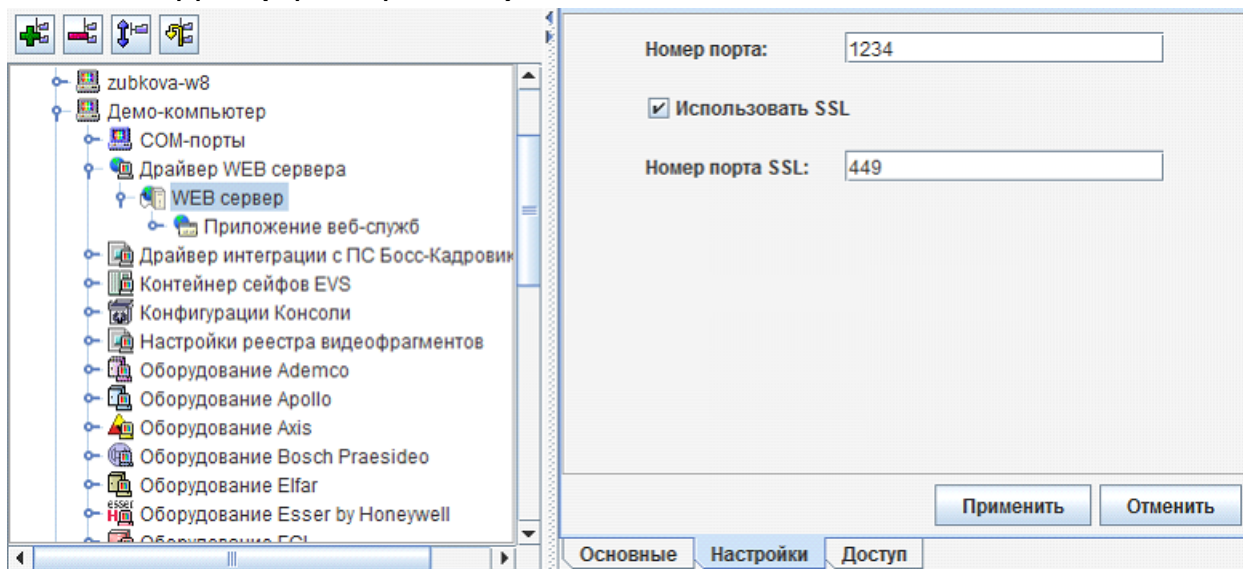 zubkova-w8
Демо-компьютер
COM-порты
Драйвер WEB сервера
WEB сервер
Приложение веб-служб
Драйвер интеграции с ПС Босс-Кадровик
Контейнер сейфов EVS
Конфигурации Консоли
Настройки реестра видеофрагментов
Оборудование Ademco
Оборудование Apollo
Оборудование Axis
Оборудование Bosch Praesideo
Оборудование Elfar
esser Оборудование Esser by Honeywell
Номер порта: 1234
Использовать SSL
Номер порта SSL: 449
Применить Отменить
Основные Настройки Доступ